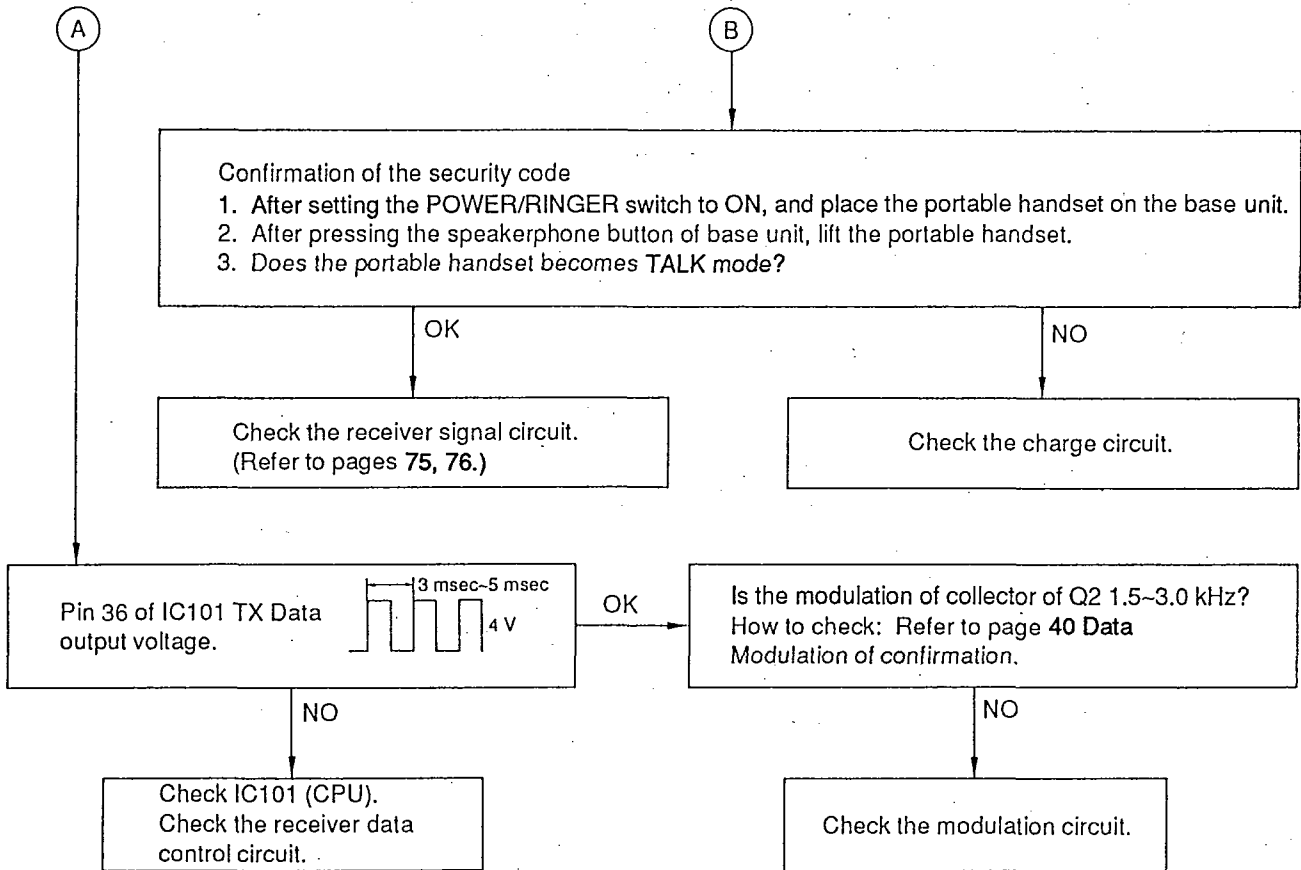 A
B
Confirmation of the security code
1. After setting the POWER/RINGER switch to ON, and place the portable handset on the base unit.
2. After pressing the speakerphone button of base unit, lift the portable handset.
3. Does the portable handset becomes TALK mode?
OK
NO
Check the receiver signal circuit.
(Refer to pages 75, 76.)
Check the charge circuit.
Pin 36 of IC101 TX Data
output voltage.
3 msec~5 msec
4 V
OK
Is the modulation of collector of Q2 1.5~3.0 kHz?
How to check: Refer to page 40 Data
Modulation of confirmation.
NO
NO
Check IC101 (CPU).
Check the receiver data
control circuit.
Check the modulation circuit.